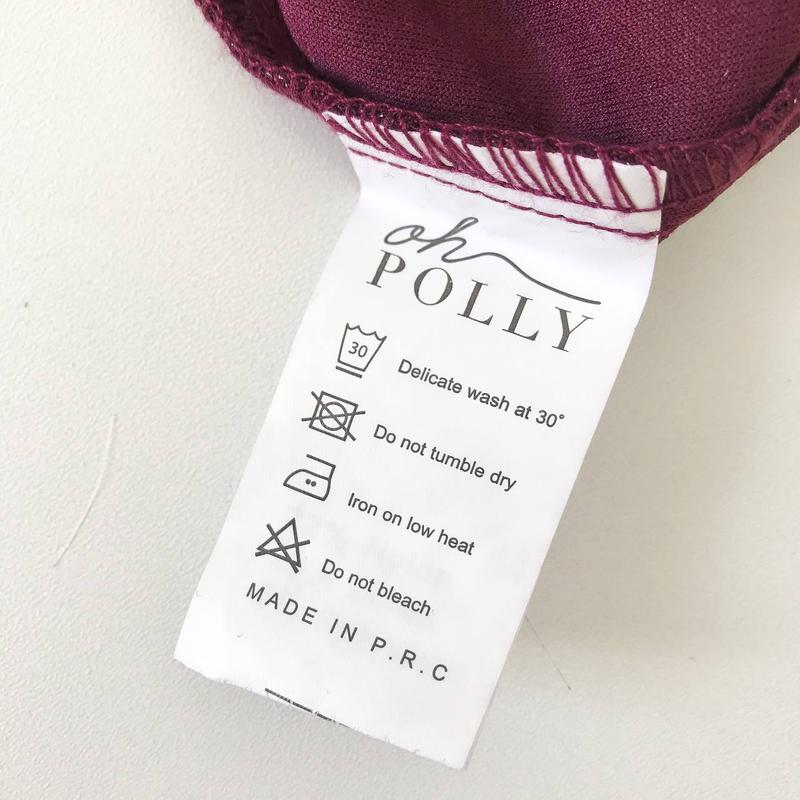 oh
POLLY
30
Delicate wash at 30°
Do not tumble dry
Iron on low heat
Do not bleach
MADE IN P.R.C